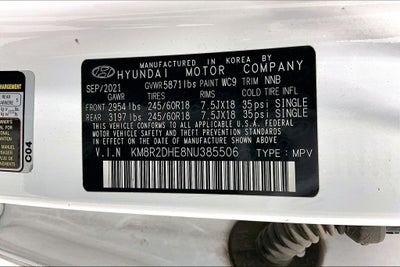 MANUFACTURED IN KOREA BY
HYUNDAI MOTOR COMPANY
SEP/2021 GVWR5871lbs PAINT WC9 TRIM NNB
GAWR TIRES RIMS COLD TIRE INFL
FRONT 2954lbs 245/60R18 7.5JX18 35psi SINGLE
REAR 3197lbs 245/60R18 7.5JX18 35psi SINGLE
THIS VEHICLE CONFORMS TO ALL APPLICABLE U.S.A. FEDERAL
MOTOR VEHICLE SAFETY AND THEFT PREVENTION STANDARDS
IN EFFECT ON THE DATE OF MANUFACTURE SHOWN ABOVE
V.I.N KM8R2DHE8NU385506 TYPE: MPV
C04